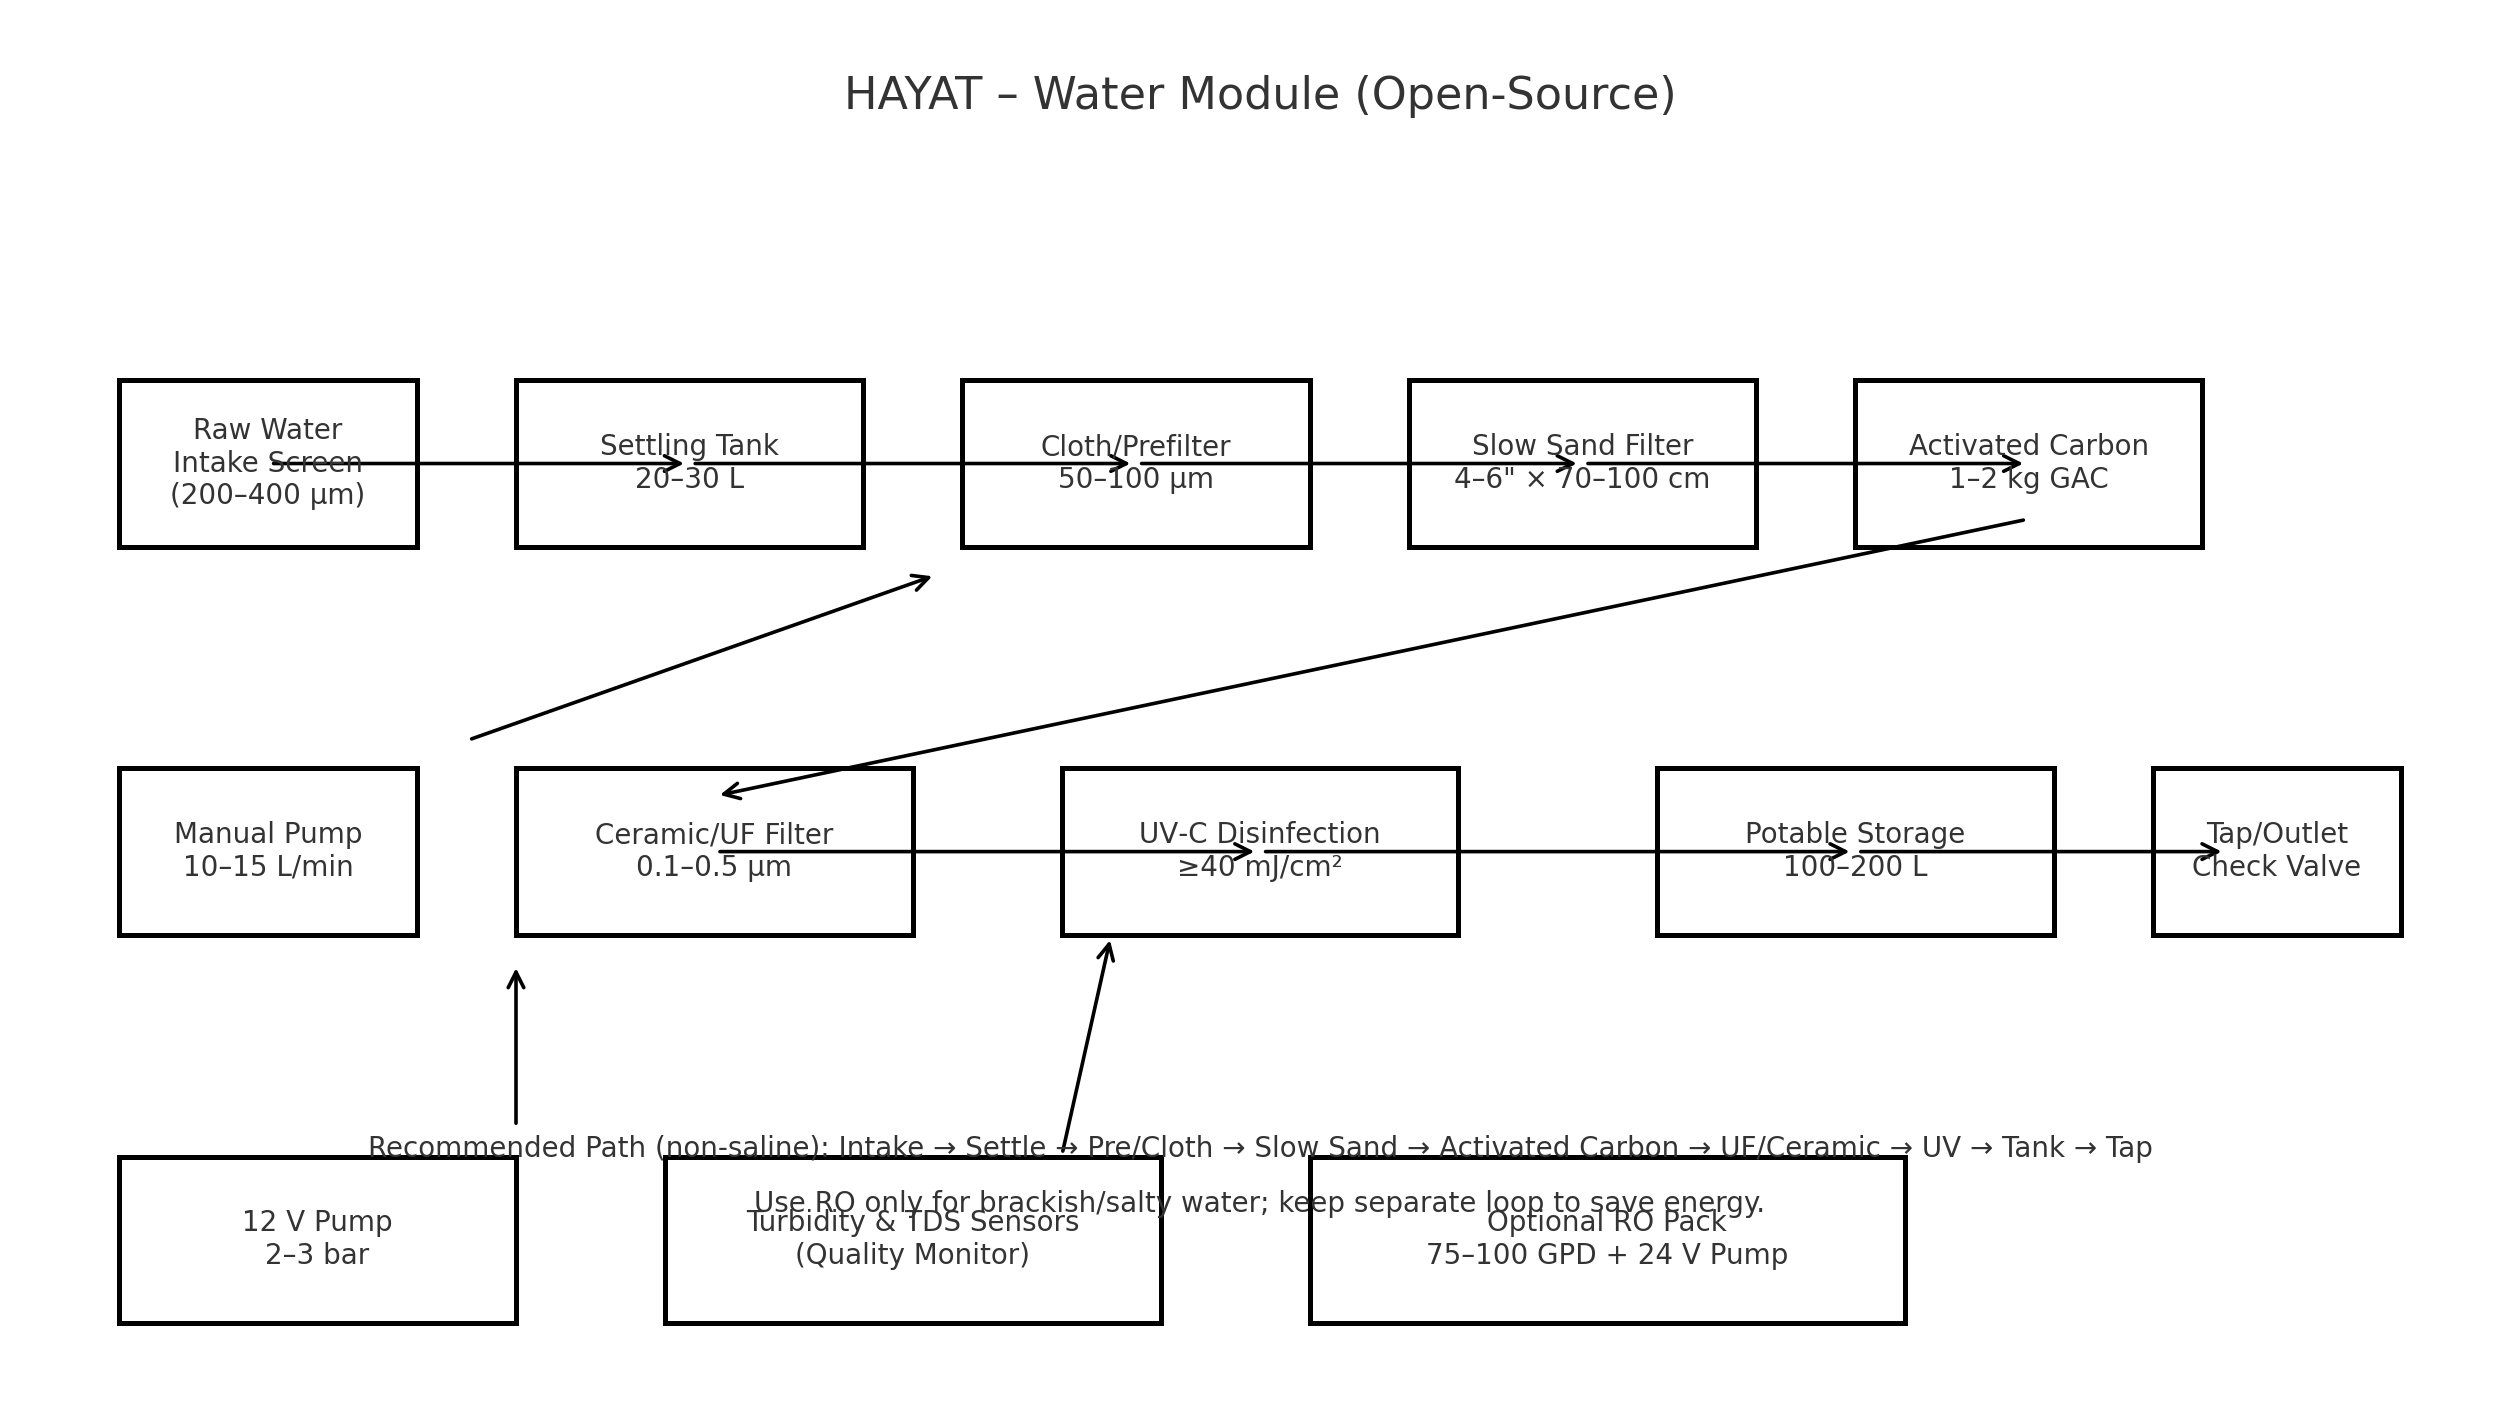 HAYAT – Water Module (Open-Source)
Raw Water
Intake Screen
(200–400 µm)
Settling Tank
20–30 L
Cloth/Prefilter
50–100 µm
Slow Sand Filter
4–6" × 70–100 cm
Activated Carbon
1–2 kg GAC
Manual Pump
10–15 L/min
Ceramic/UF Filter
0.1–0.5 µm
UV-C Disinfection
≥40 mJ/cm²
Potable Storage
100–200 L
Tap/Outlet
Check Valve
Recommended Path (non-saline): Intake → Settle → Pre/Cloth → Slow Sand → Activated Carbon → UF/Ceramic → UV → Tank → Tap
Use RO only for brackish/salty water; keep separate loop to save energy.
12 V Pump
2–3 bar
Turbidity & TDS Sensors
(Quality Monitor)
Optional RO Pack
75–100 GPD + 24 V Pump